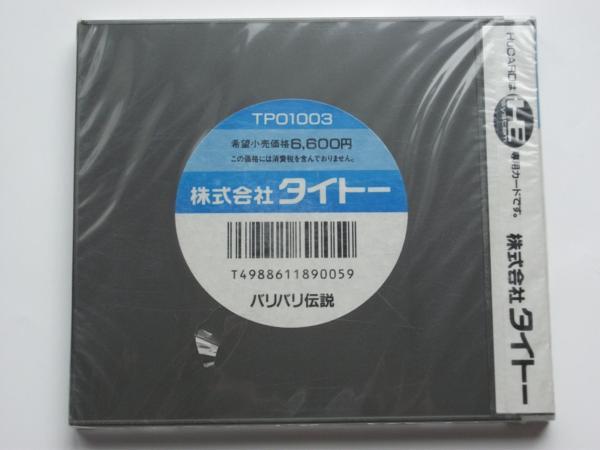 TP01003
希望小売価格6,600円
この価格には消費税を含んでおりません。
株式会社 タイトー
T4988611890059
バリバリ伝説
HUCARDは
専用カードです。
株式会社 タイトー